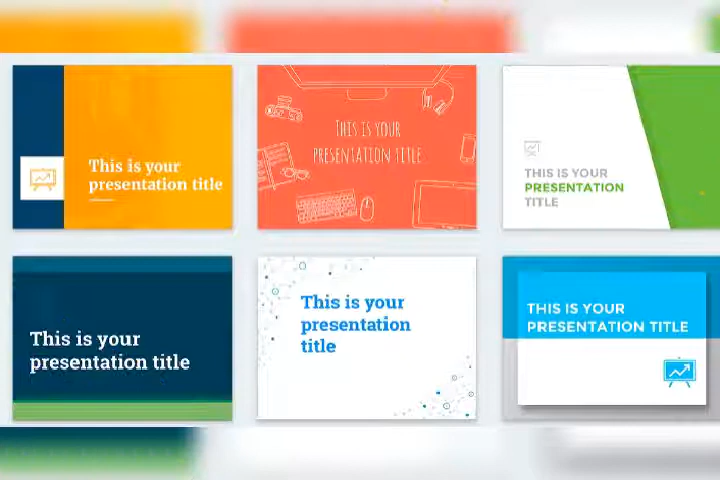 This is your
presentation title
THIS IS YOUR
PRESENTATION TITLE
THIS IS YOUR
PRESENTATION
TITLE
This is your
presentation title
This is your
presentation
title
THIS IS YOUR
PRESENTATION TITLE